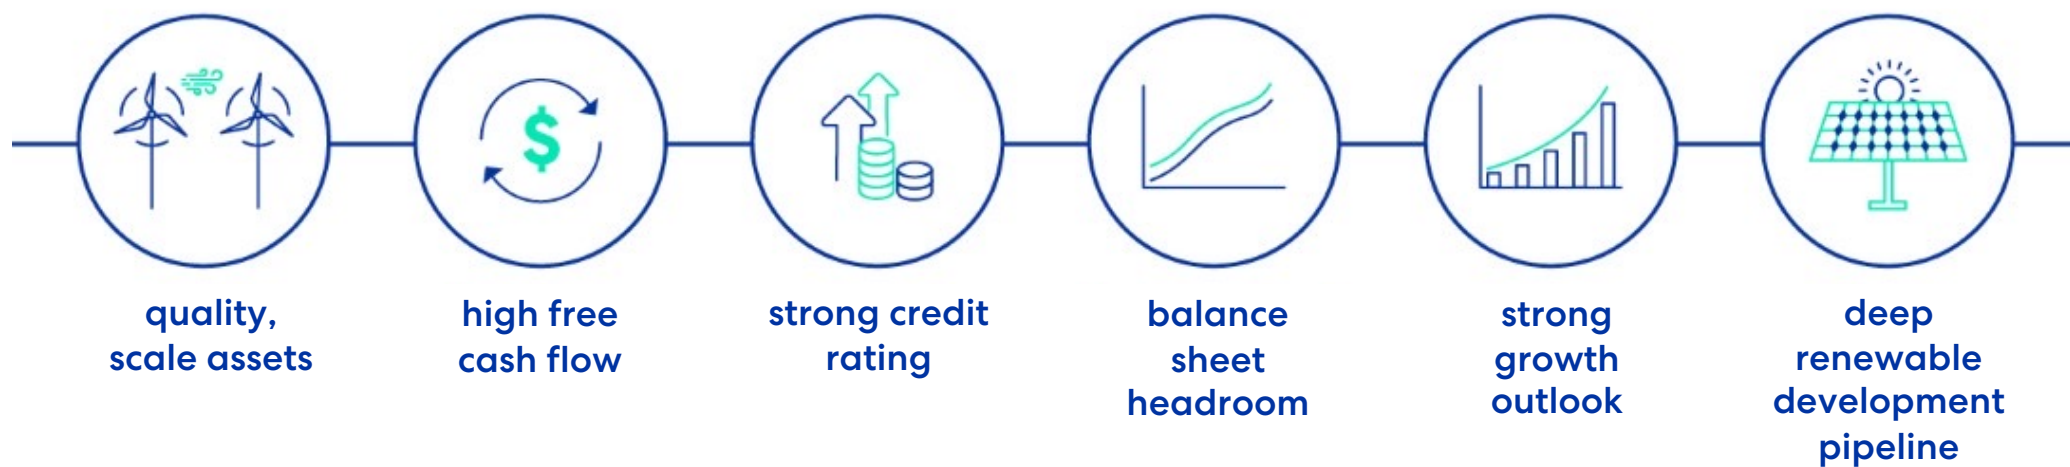 quality,
scale assets
high free
cash flow
strong credit
rating
balance
sheet
headroom
strong
growth
outlook
deep
renewable
development
pipeline